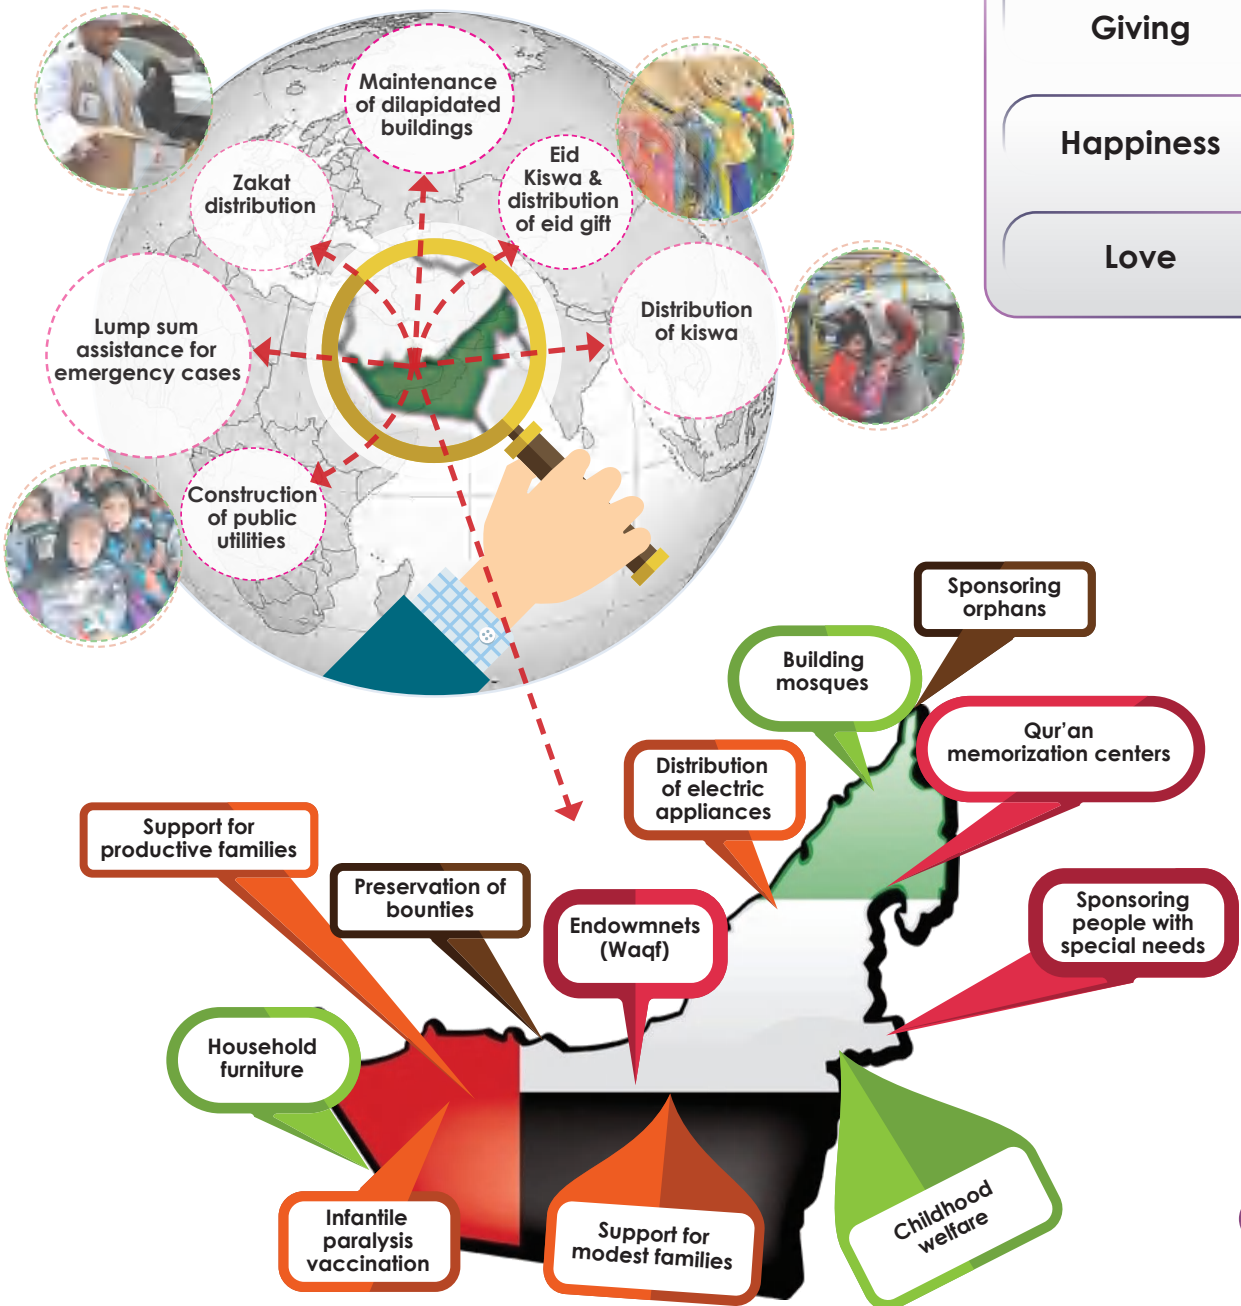 Giving
Happiness
Love
Maintenance
of dilapidated
buildings
Zakat
distribution
Eid
Kiswa &
distribution
of eid gift
Lump sum
assistance for
emergency cases
Distribution
of kiswa
Construction
of public
utilities
Sponsoring
orphans
Building
mosques
Qur'an
memorization centers
Distribution
of electric
appliances
Support for
productive families
Preservation of
bounties
Endowmnets
(Waqf)
Sponsoring
people with
special needs
Household
furniture
Infantile
paralysis
vaccination
Support for
modest families
Childhood
welfare